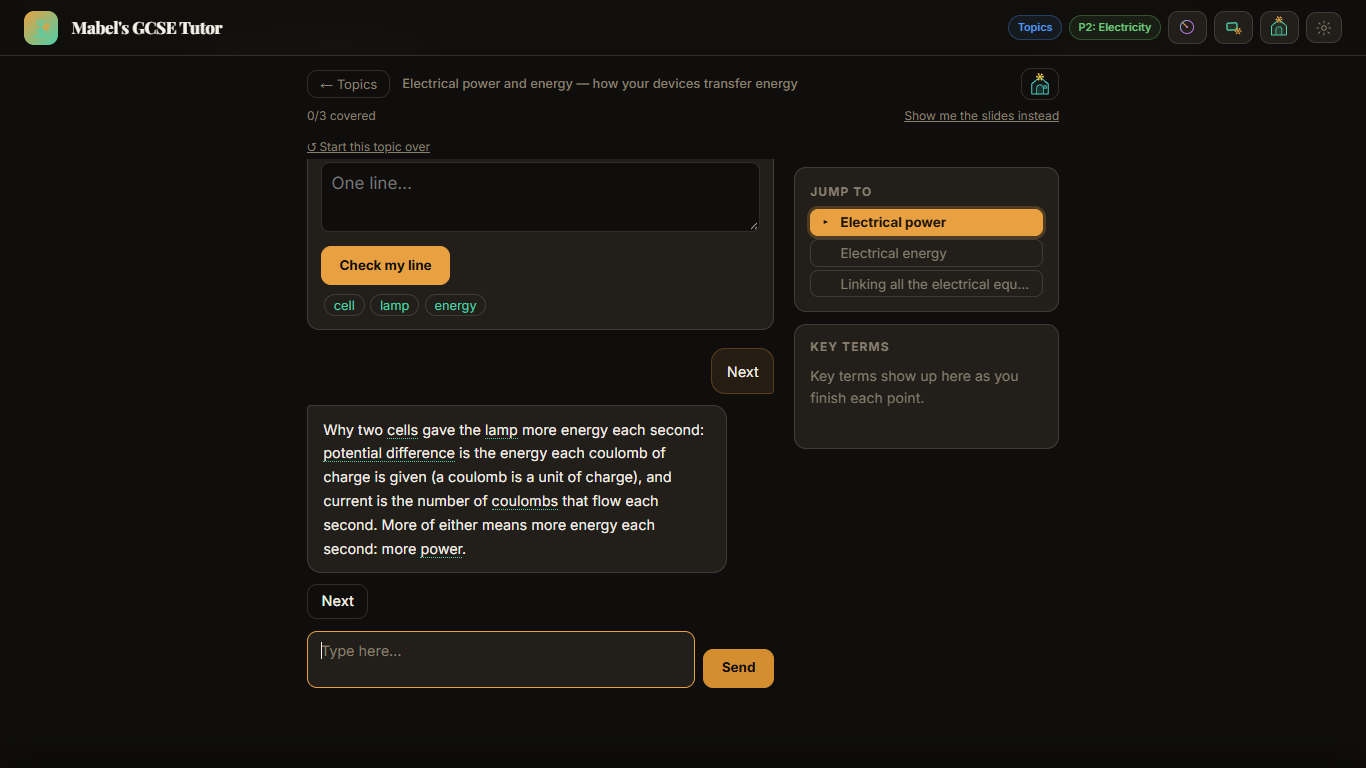 Mabel's GCSE Tutor
Topics
P2: Electricity
← Topics
Electrical power and energy — how your devices transfer energy
0/3 covered
Show me the slides instead
↺ Start this topic over
One line...
Check my line
cell
lamp
energy
Next
Why two cells gave the lamp more energy each second:
potential difference is the energy each coulomb of
charge is given (a coulomb is a unit of charge), and
current is the number of coulombs that flow each
second. More of either means more energy each
second: more power.
Next
Type here...
Send
JUMP TO
▸ Electrical power
Electrical energy
Linking all the electrical equ...
KEY TERMS
Key terms show up here as you
finish each point.